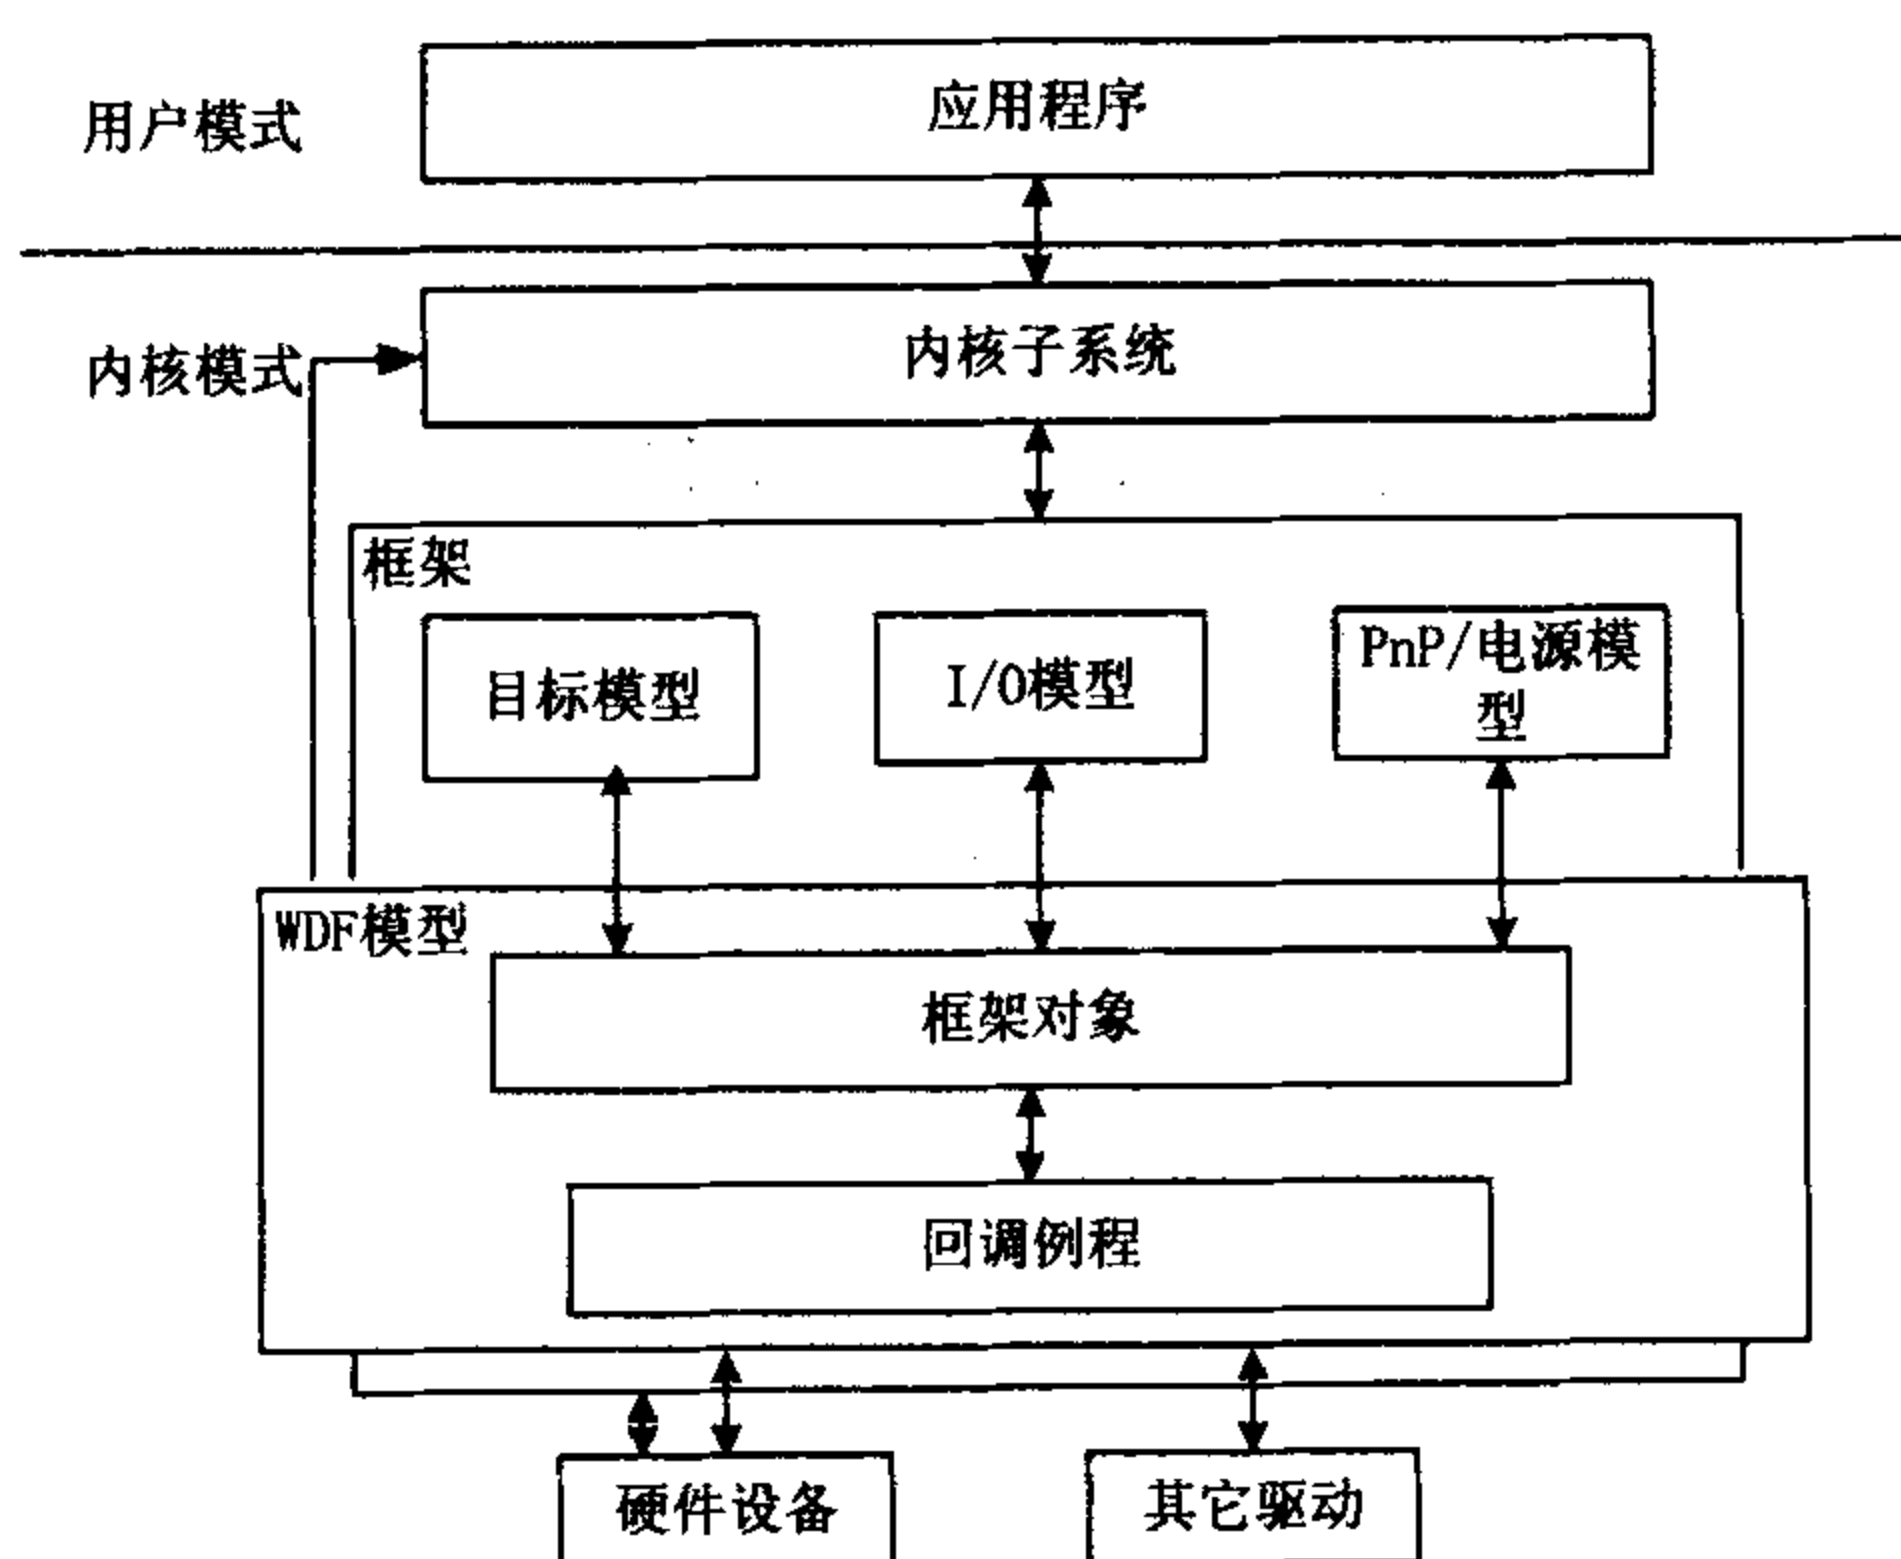 应用程序
用户模式
内核子系统
内核模式
框架
目标模型
I/O模型
PnP/电源模
型
WDF模型
框架对象
回调例程
硬件设备
其它驱动